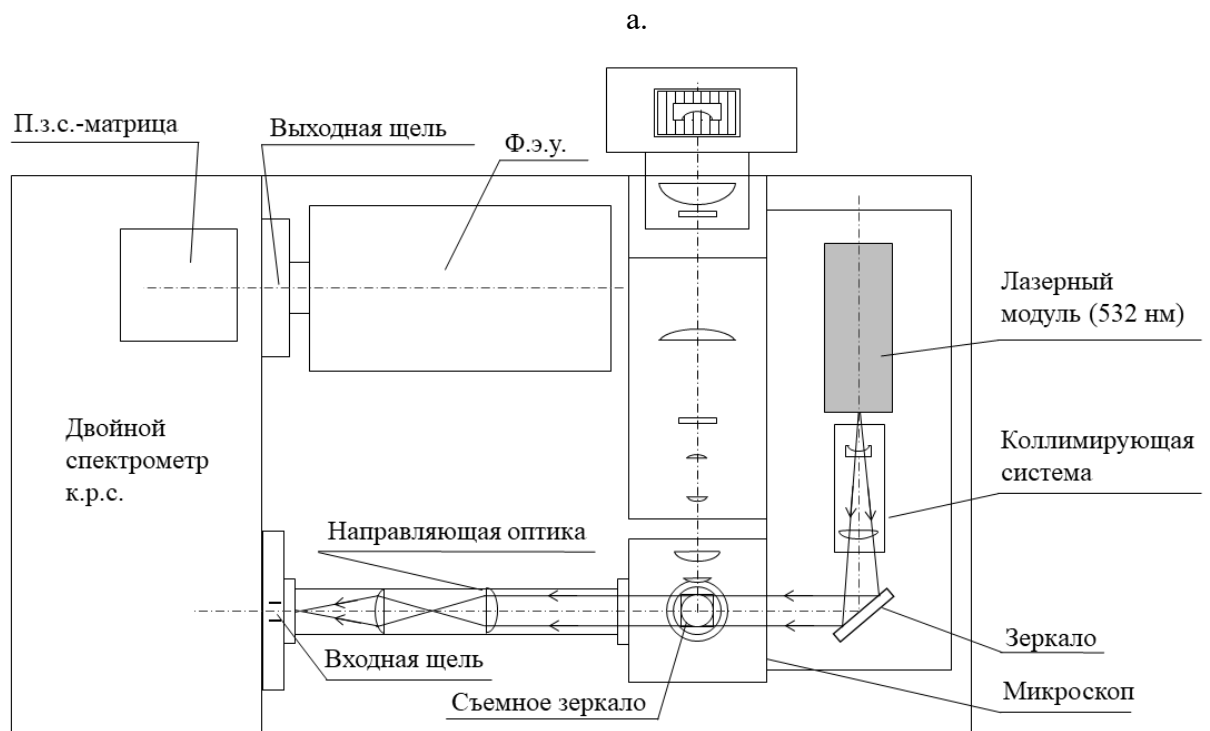 а.
П.з.с.-матрица
Выходная щель
Ф.э.у.
Лазерный
модуль (532 нм)
Двойной
спектрометр
к.р.с.
Коллимирующая
система
Направляющая оптика
Зеркало
Входная щель
Микроскоп
Съемное зеркало